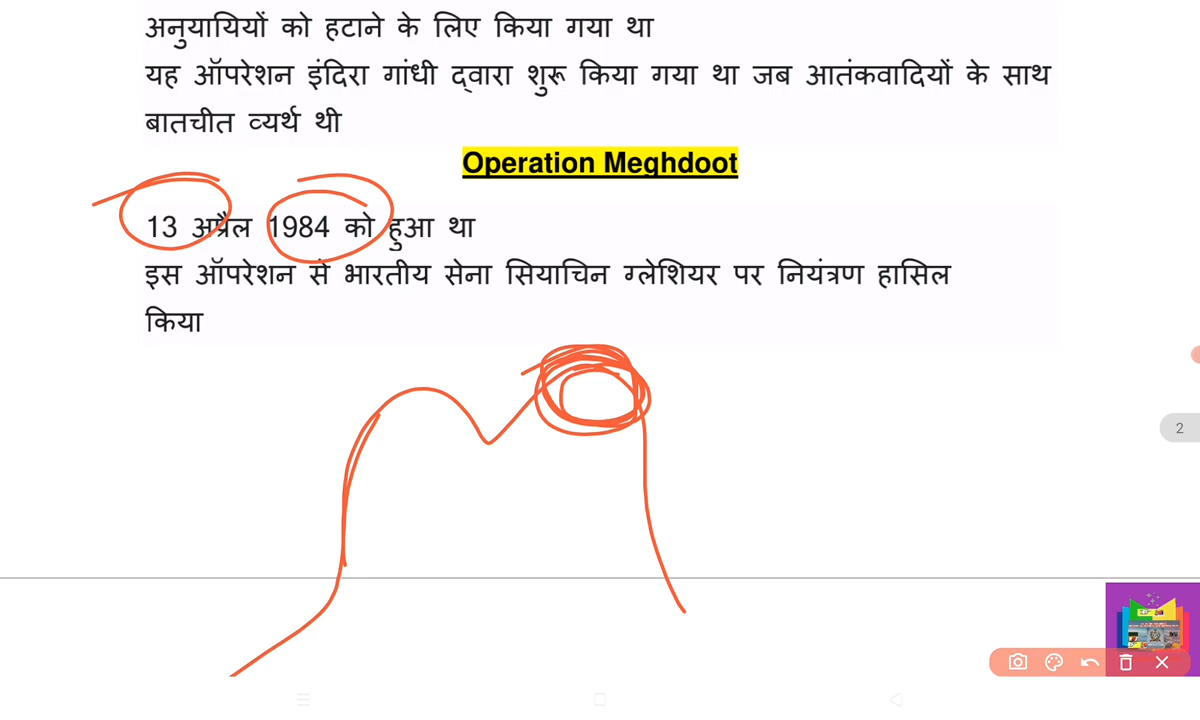 अनुयायियों को हटाने के लिए किया गया था
यह ऑपरेशन इंदिरा गांधी द्वारा शुरू किया गया था जब आतंकवादियों के साथ
बातचीत व्यर्थ थी
Operation Meghdoot
13 अप्रैल 1984 को हुआ था
इस ऑपरेशन से भारतीय सेना सियाचिन ग्लेशियर पर नियंत्रण हासिल
किया
2